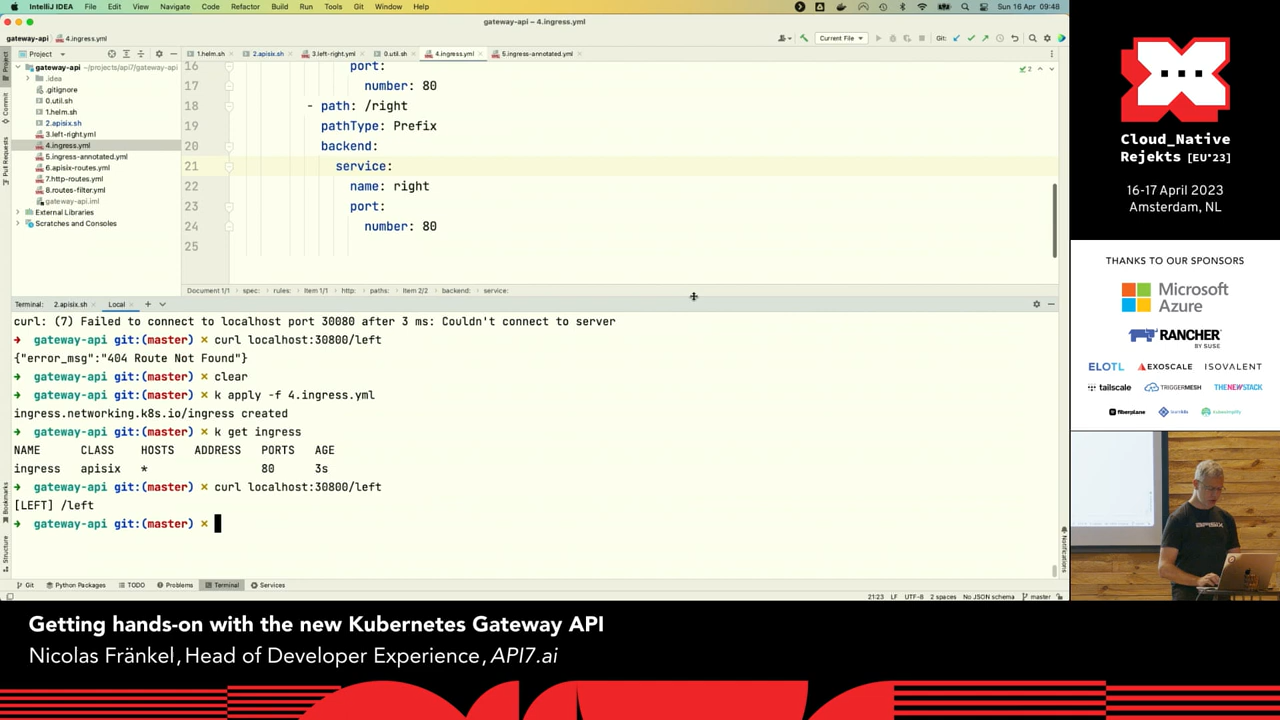 IntelliJ IDEA File Edit View Navigate Code Refactor Build Run Tools Git Window Help
Sun 16 Apr 09:48
gateway-api – 4.ingress.yml
gateway-api 4.ingress.yml
Current File
Git:
Project
1.helm.sh
2.apisix.sh
3.left-right.yml
0.util.sh
4.ingress.yml
5.ingress-annotated.yml
gateway-api ~/projects/api7/gateway-api
.idea
.gitignore
0.util.sh
1.helm.sh
2.apisix.sh
3.left-right.yml
4.ingress.yml
5.ingress-annotated.yml
6.apisix-routes.yml
7.http-routes.yml
8.routes-filter.yml
gateway-api.iml
External Libraries
Scratches and Consoles
Project
Commit
Pull Requests
Bookmarks
Structure
Notifications
2
16 port:
17 number: 80
18 - path: /right
19 pathType: Prefix
20 backend:
21 service:
22 name: right
23 port:
24 number: 80
25
Document 1/1 spec: rules: Item 1/1 http: paths: Item 2/2 backend: service:
Terminal: 2.apisix.sh Local
curl: (7) Failed to connect to localhost port 30080 after 3 ms: Couldn't connect to server
➜ gateway-api git:(master) ✗ curl localhost:30800/left
{"error_msg":"404 Route Not Found"}
➜ gateway-api git:(master) ✗ clear
➜ gateway-api git:(master) ✗ k apply -f 4.ingress.yml
ingress.networking.k8s.io/ingress created
➜ gateway-api git:(master) ✗ k get ingress
NAME CLASS HOSTS ADDRESS PORTS AGE
ingress apisix * 80 3s
➜ gateway-api git:(master) ✗ curl localhost:30800/left
[LEFT] /left
➜ gateway-api git:(master) ✗
Git Python Packages TODO Problems Terminal Services
21:23 LF UTF-8 2 spaces No JSON schema master
Cloud_Native
Rejekts [EU'23]
16-17 April 2023
Amsterdam, NL
THANKS TO OUR SPONSORS
Microsoft
Azure
RANCHER
BY SUSE
ELOTL EXOSCALE ISOVALENT
tailscale TRIGGERMESH THENEWSTACK
fiberplane
kubesimplify
Getting hands-on with the new Kubernetes Gateway API
Nicolas Fränkel, Head of Developer Experience, API7.ai